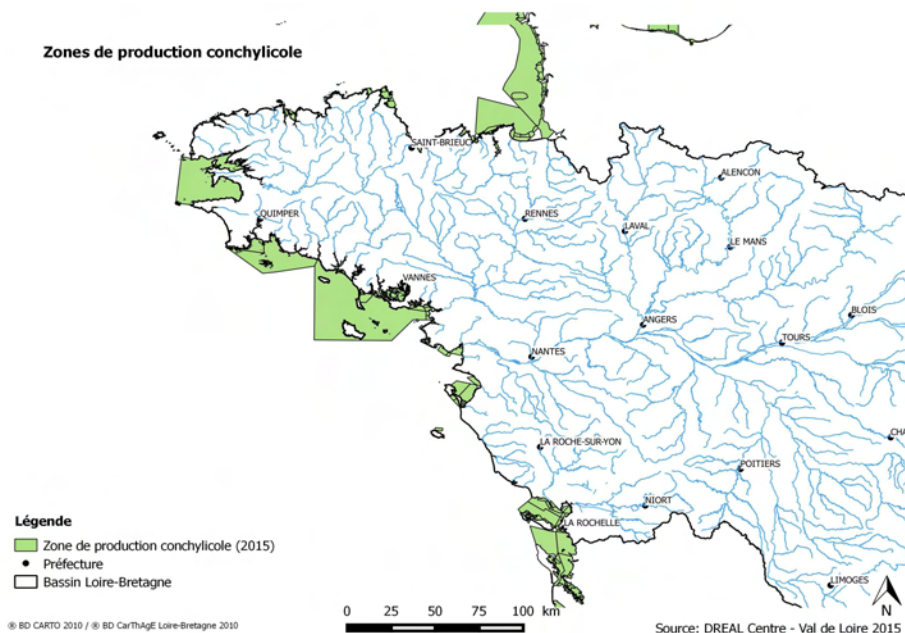 Zones de production conchylicole
SAINT-BRIEUC
ALENCON
QUIMPER
RENNES
LAVAL
LE MANS
VANNES
BLOIS
ANGERS
TOURS
NANTES
CHA
LA ROCHE-SUR-YON
POITIERS
NIORT
LA ROCHELLE
LIMOGES
Légende
Zone de production conchylicole (2015)
Préfecture
Bassin Loire-Bretagne
0 25 50 75 100 km
N
® BD CARTO 2010 / ® BD CarThAgE Loire-Bretagne 2010
Source: DREAL Centre - Val de Loire 2015